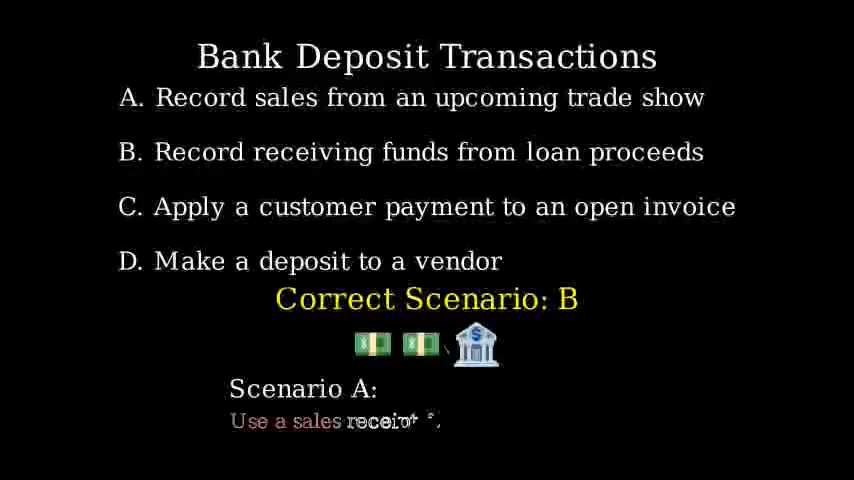 Bank Deposit Transactions
A. Record sales from an upcoming trade show
B. Record receiving funds from loan proceeds
C. Apply a customer payment to an open invoice
D. Make a deposit to a vendor
Correct Scenario: B
Scenario A:
Use a sales receipt